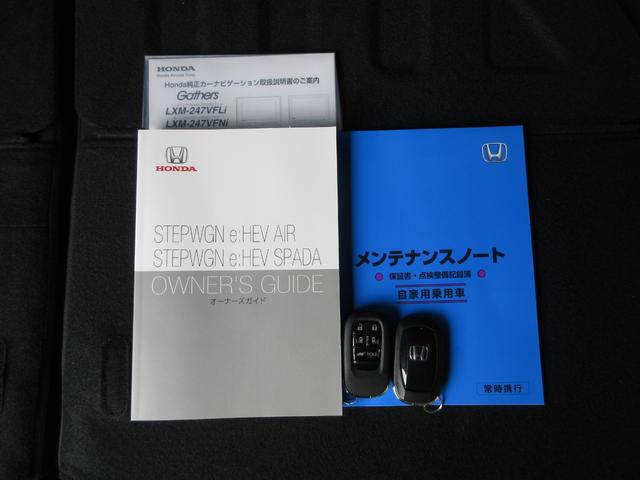 HONDA
Honda Access Corp.
Honda純正カーナビゲーション取扱説明書のご案内
Gathers
LXM-247VFLi
LXM-247VFNi
HONDA
STEPWGN e:HEV AIR
STEPWGN e:HEV SPADA
OWNER'S GUIDE
オーナーズガイド
メンテナンスノート
保証書・点検整備記録簿
自家用乗用車
常時携行
HOLD